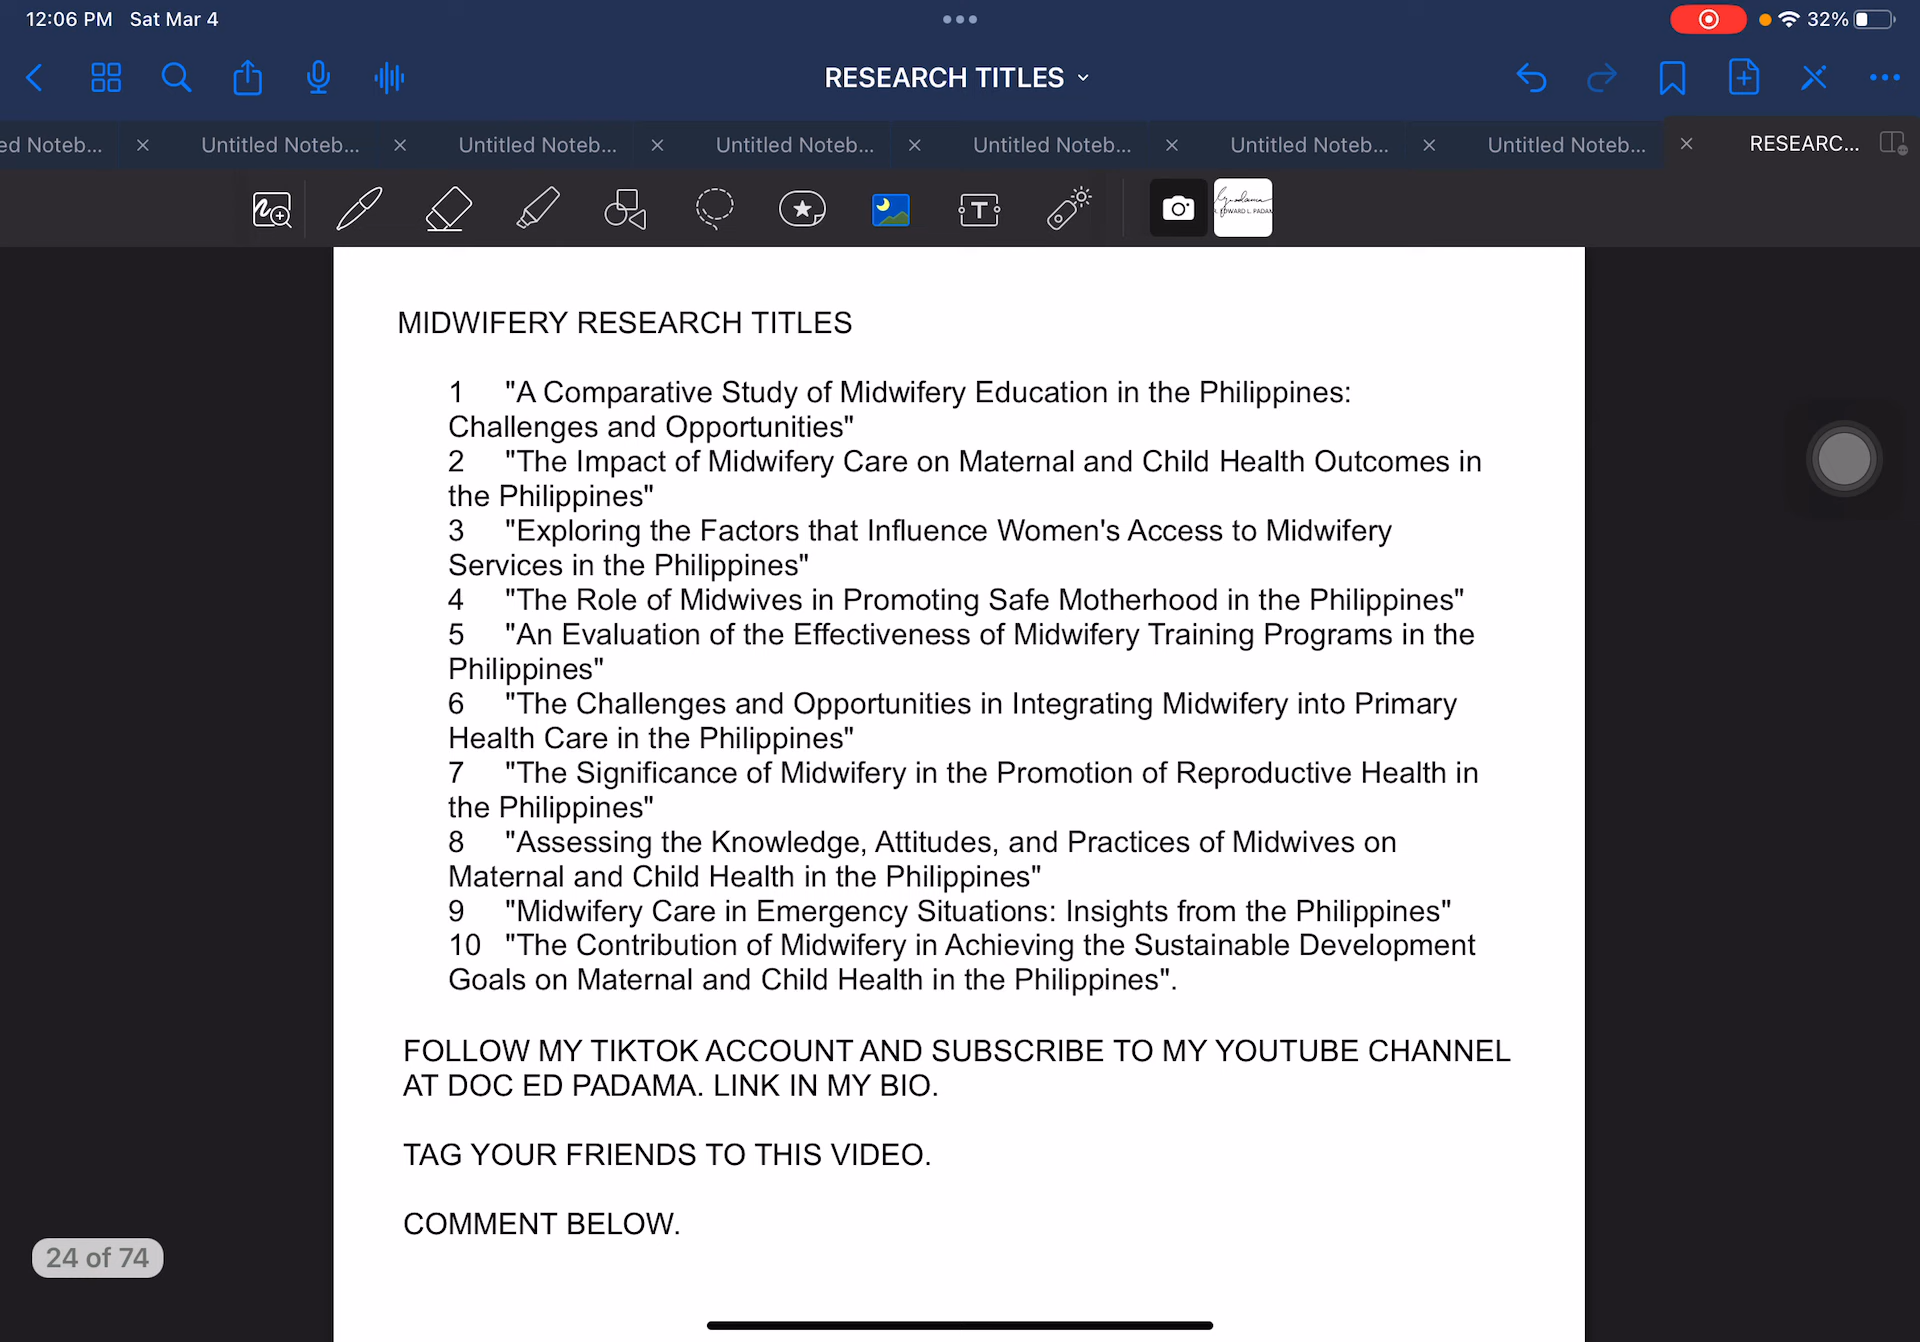 12:06 PM Sat Mar 4
32%
RESEARCH TITLES
ed Noteb...
Untitled Noteb...
Untitled Noteb...
Untitled Noteb...
Untitled Noteb...
Untitled Noteb...
Untitled Noteb...
RESEARC...
T
EDWARD L. PADAM
MIDWIFERY RESEARCH TITLES
1 "A Comparative Study of Midwifery Education in the Philippines:
Challenges and Opportunities"
2 "The Impact of Midwifery Care on Maternal and Child Health Outcomes in
the Philippines"
3 "Exploring the Factors that Influence Women's Access to Midwifery
Services in the Philippines"
4 "The Role of Midwives in Promoting Safe Motherhood in the Philippines"
5 "An Evaluation of the Effectiveness of Midwifery Training Programs in the
Philippines"
6 "The Challenges and Opportunities in Integrating Midwifery into Primary
Health Care in the Philippines"
7 "The Significance of Midwifery in the Promotion of Reproductive Health in
the Philippines"
8 "Assessing the Knowledge, Attitudes, and Practices of Midwives on
Maternal and Child Health in the Philippines"
9 "Midwifery Care in Emergency Situations: Insights from the Philippines"
10 "The Contribution of Midwifery in Achieving the Sustainable Development
Goals on Maternal and Child Health in the Philippines".
FOLLOW MY TIKTOK ACCOUNT AND SUBSCRIBE TO MY YOUTUBE CHANNEL
AT DOC ED PADAMA. LINK IN MY BIO.
TAG YOUR FRIENDS TO THIS VIDEO.
COMMENT BELOW.
24 of 74